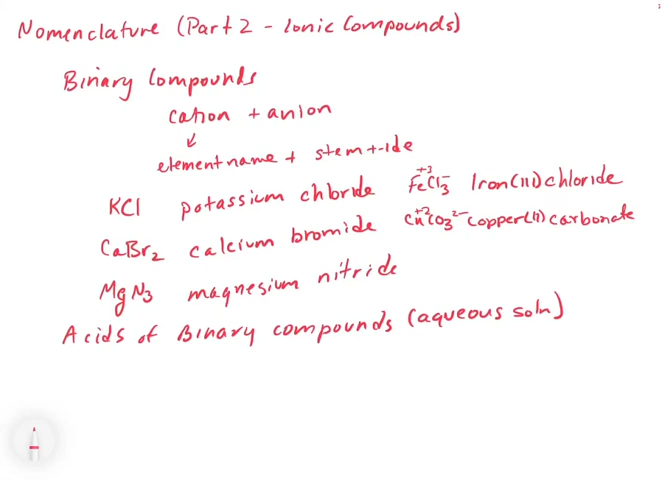 Nomenclature (Part 2 - Ionic Compounds)
Binary Compounds
cation + anion
↓
element name + stem + -ide
KCl potassium chloride Fe⁺³Cl₃⁻ Iron(III) chloride
CaBr₂ calcium bromide Cu⁺²CO₃²⁻ copper(II) carbonate
MgN₃ magnesium nitride
Acids of Binary compounds (aqueous soln)